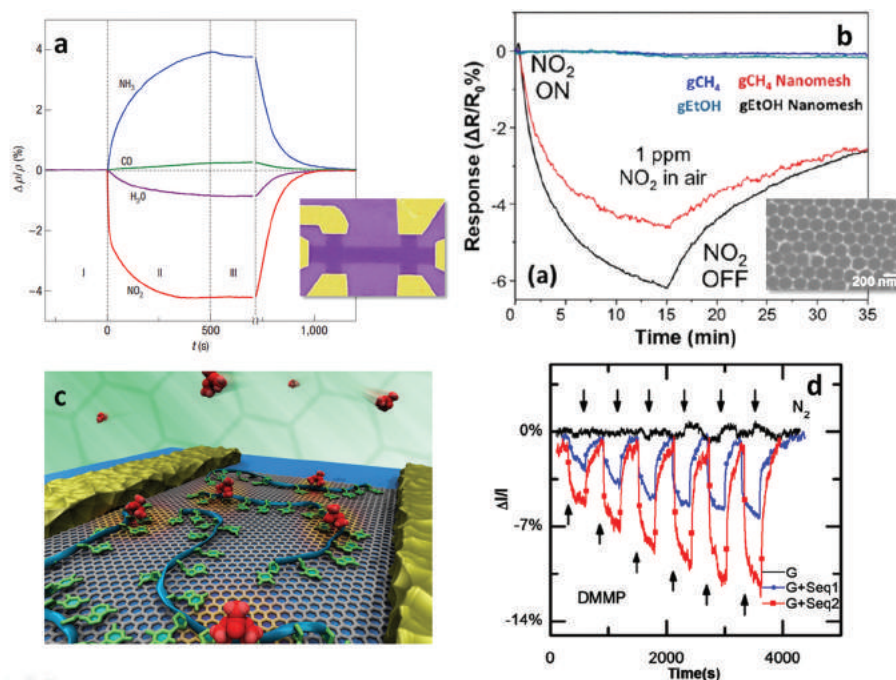 a
4
2
0
−2
−4
Δρ/ρ (%)
NH₃
CO
H₂O
NO₂
I
II
III
0
500
1,000
t (s)
b
0
-2
-4
-6
Response (ΔR/R₀%)
NO₂
ON
gCH₄ gCH₄ Nanomesh
gEtOH gEtOH Nanomesh
1 ppm
NO₂ in air
(a)
NO₂
OFF
200 nm
0 5 10 15 20 25 30 35
Time (min)
c
d
N₂
0%
-7%
-14%
ΔI/I
DMMP
G
G+Seq1
G+Seq2
0 2000 4000
Time(s)